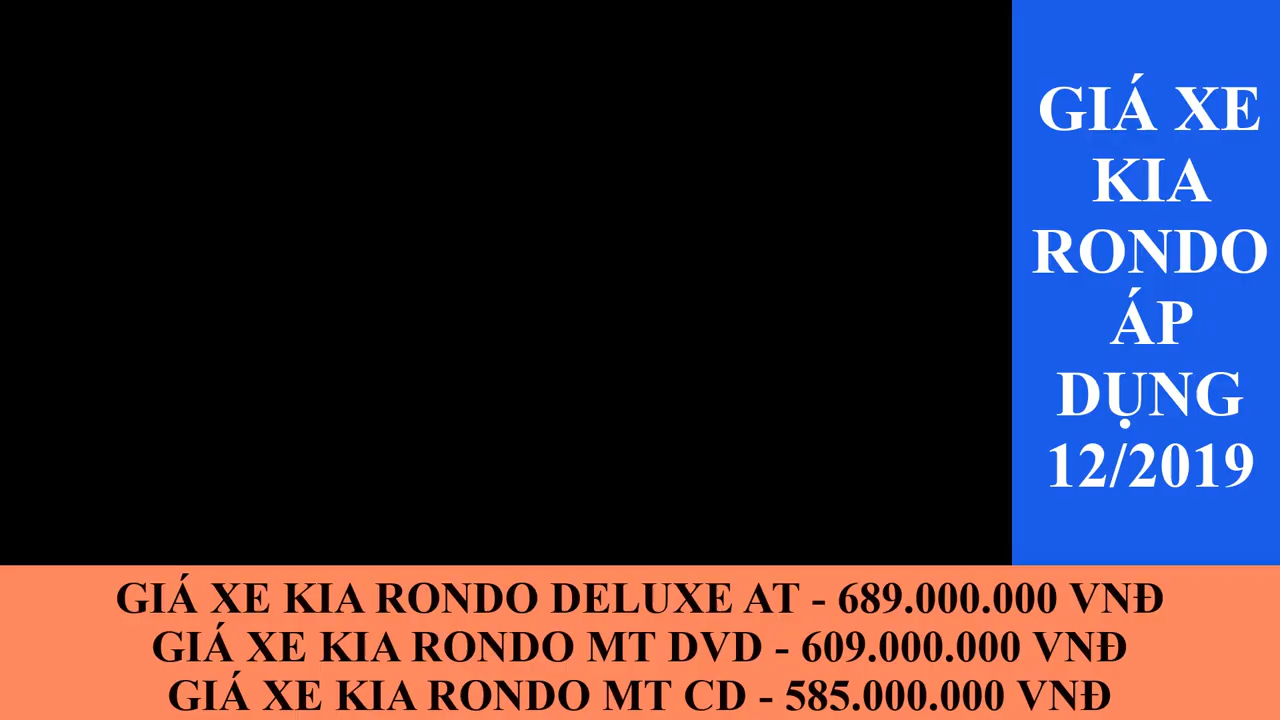 GIÁ XE
KIA
RONDO
ÁP
DỤNG
12/2019
GIÁ XE KIA RONDO DELUXE AT - 689.000.000 VNĐ
GIÁ XE KIA RONDO MT DVD - 609.000.000 VNĐ
GIÁ XE KIA RONDO MT CD - 585.000.000 VNĐ